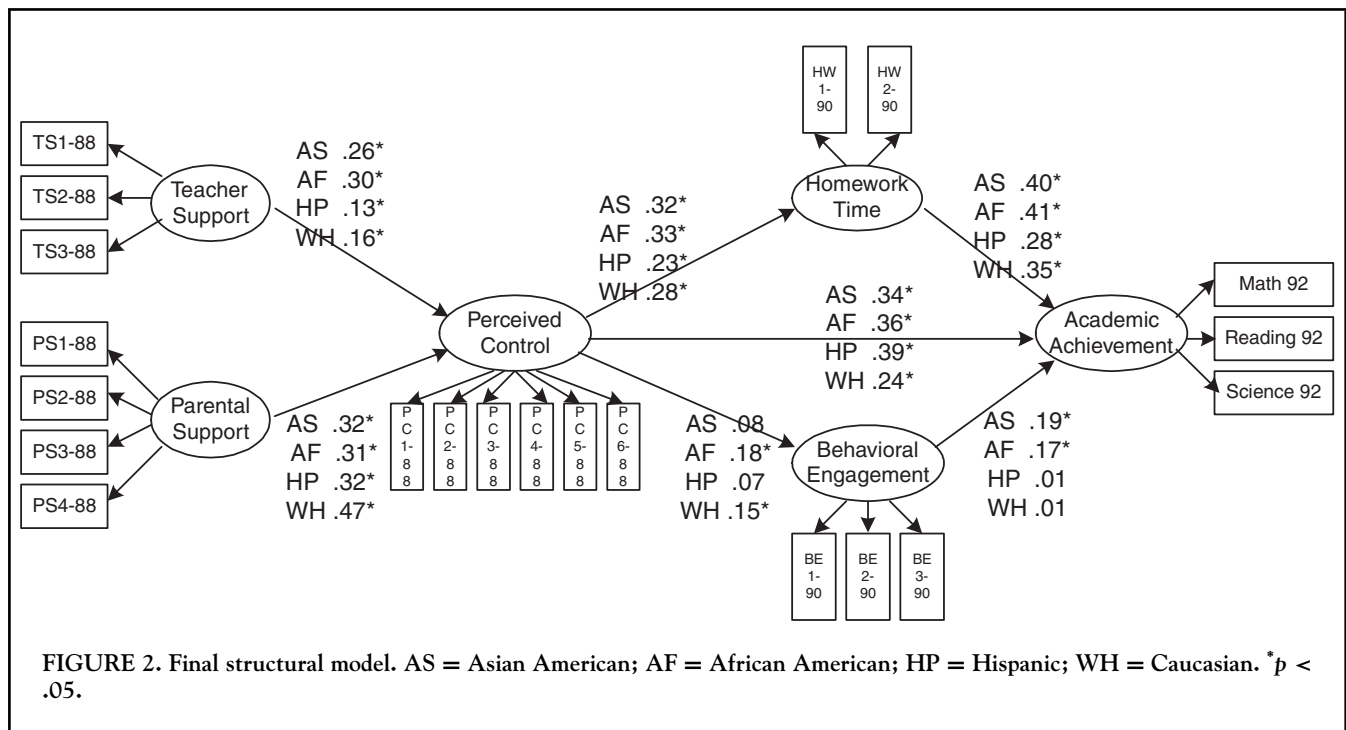 HW
1-
90
HW
2-
90
TS1-88
TS2-88
TS3-88
Teacher
Support
AS .26*
AF .30*
HP .13*
WH .16*
AS .32*
AF .33*
HP .23*
WH .28*
Homework
Time
AS .40*
AF .41*
HP .28*
WH .35*
PS1-88
PS2-88
PS3-88
PS4-88
Parental
Support
AS .32*
AF .31*
HP .32*
WH .47*
Perceived
Control
P
C
1-
8
8
P
C
2-
8
8
P
C
3-
8
8
P
C
4-
8
8
P
C
5-
8
8
P
C
6-
8
8
AS .34*
AF .36*
HP .39*
WH .24*
Academic
Achievement
Math 92
Reading 92
Science 92
AS .08
AF .18*
HP .07
WH .15*
Behavioral
Engagement
AS .19*
AF .17*
HP .01
WH .01
BE
1-
90
BE
2-
90
BE
3-
90
FIGURE 2. Final structural model. AS = Asian American; AF = African American; HP = Hispanic; WH = Caucasian. *p <
.05.